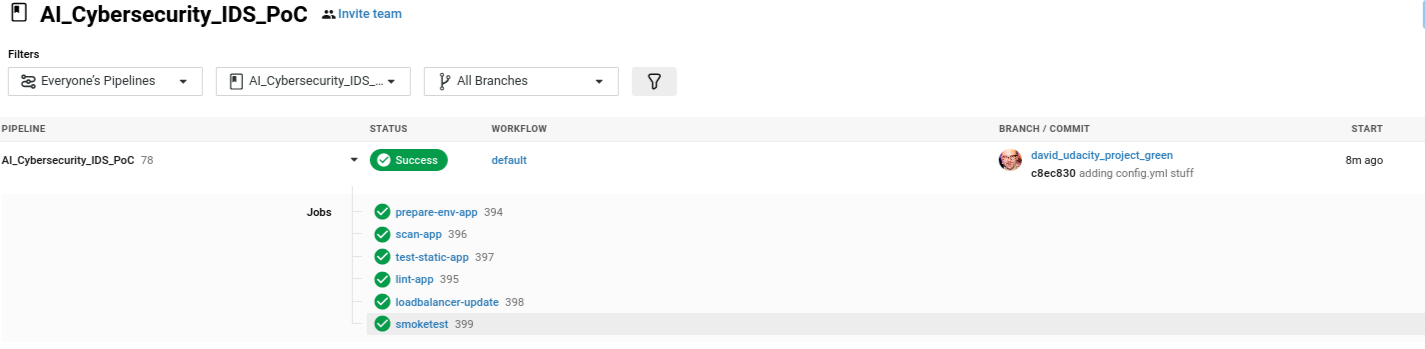 AI_Cybersecurity_IDS_PoC Invite team
Filters
Everyone's Pipelines AI_Cybersecurity_IDS_... All Branches
PIPELINE STATUS WORKFLOW BRANCH / COMMIT START
AI_Cybersecurity_IDS_PoC 78 Success default david_udacity_project_green 8m ago
c8ec830 adding config.yml stuff
Jobs prepare-env-app 394
scan-app 396
test-static-app 397
lint-app 395
loadbalancer-update 398
smoketest 399